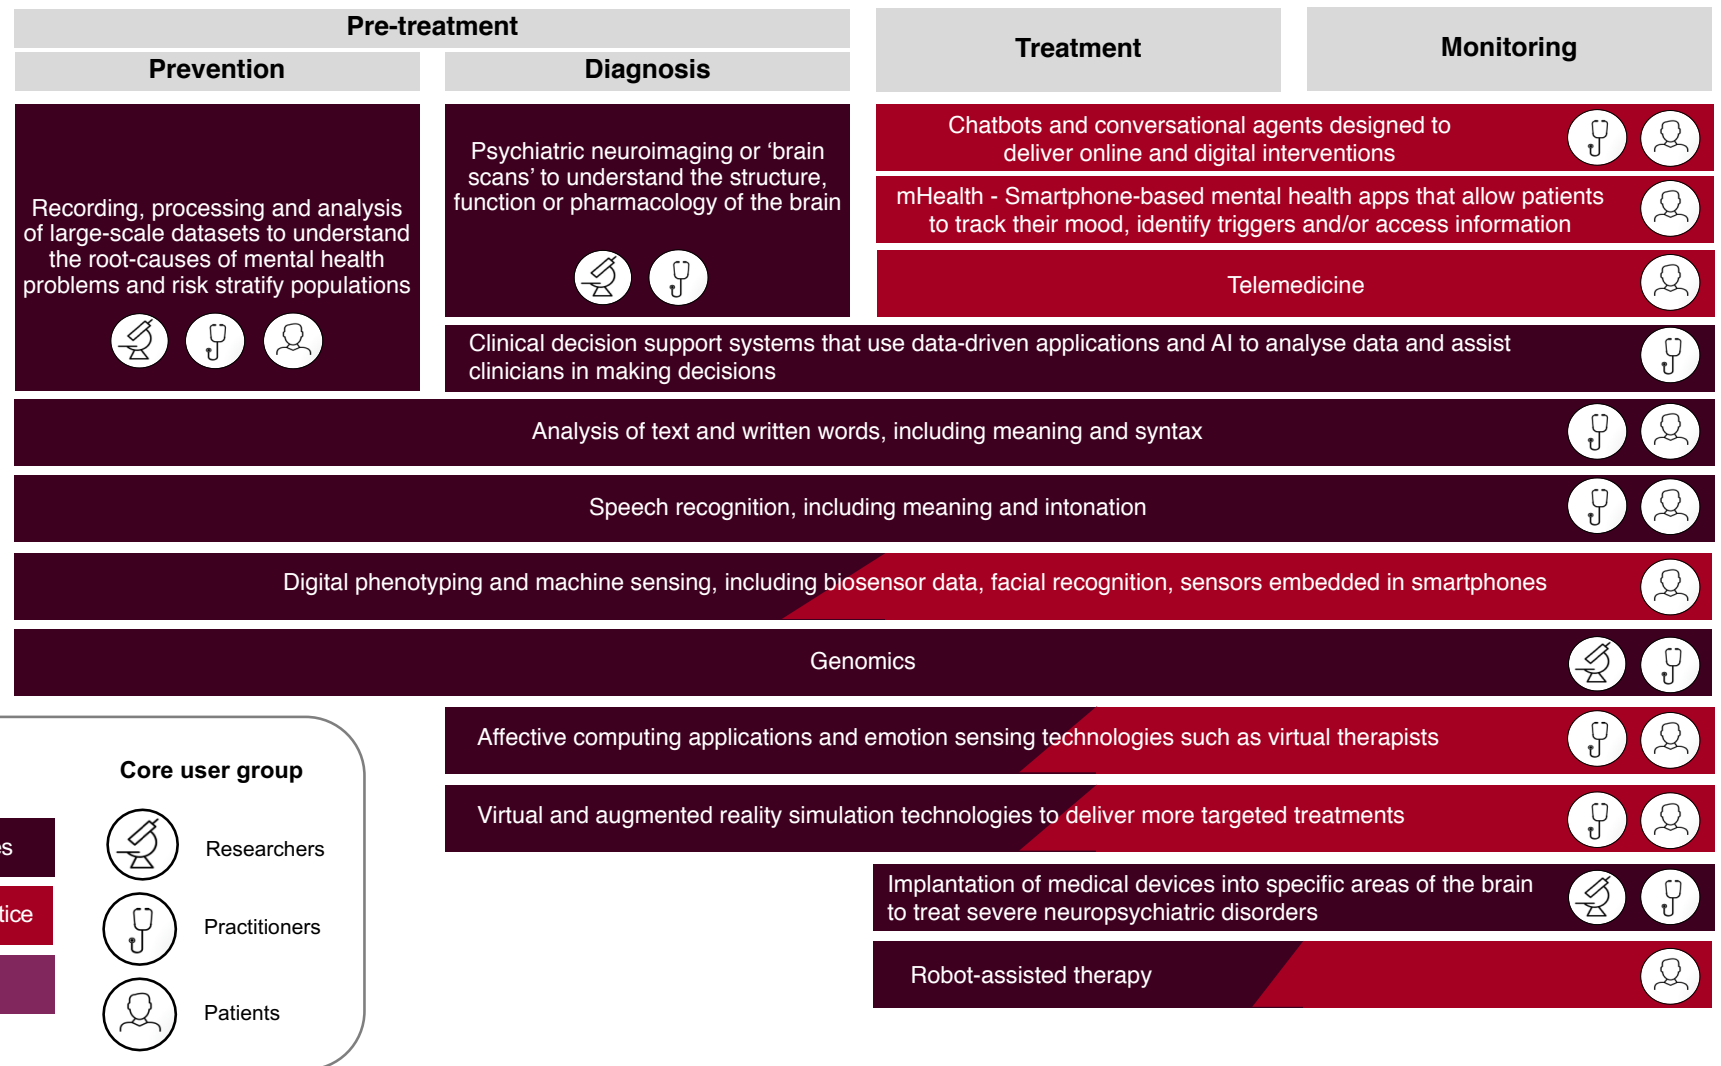 Pre-treatment
Prevention
Diagnosis
Treatment
Monitoring
Recording, processing and analysis
of large-scale datasets to understand
the root-causes of mental health
problems and risk stratify populations
Psychiatric neuroimaging or ‘brain
scans’ to understand the structure,
function or pharmacology of the brain
Chatbots and conversational agents designed to
deliver online and digital interventions
mHealth - Smartphone-based mental health apps that allow patients
to track their mood, identify triggers and/or access information
Telemedicine
Clinical decision support systems that use data-driven applications and AI to analyse data and assist
clinicians in making decisions
Analysis of text and written words, including meaning and syntax
Speech recognition, including meaning and intonation
Digital phenotyping and machine sensing, including biosensor data, facial recognition, sensors embedded in smartphones
Genomics
Affective computing applications and emotion sensing technologies such as virtual therapists
Virtual and augmented reality simulation technologies to deliver more targeted treatments
Implantation of medical devices into specific areas of the brain
to treat severe neuropsychiatric disorders
Robot-assisted therapy
Core user group
Researchers
Practitioners
Patients